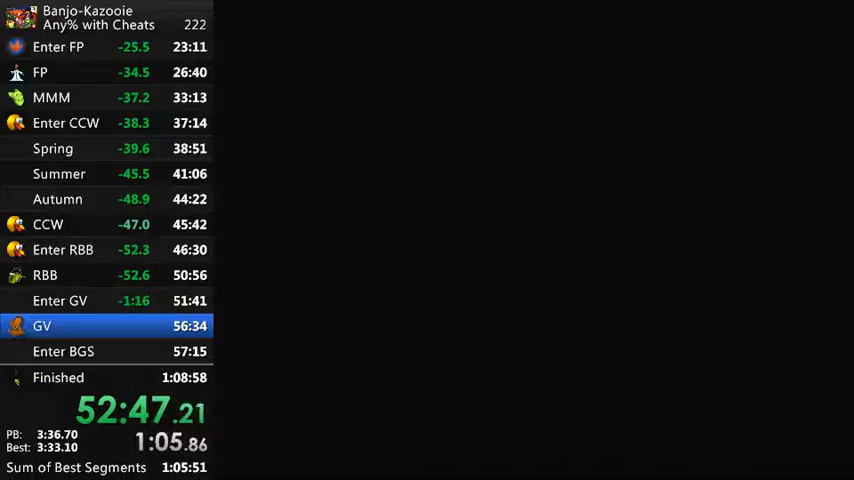 Banjo-Kazooie
Any% with Cheats 222
Enter FP -25.5 23:11
FP -34.5 26:40
MMM -37.2 33:13
Enter CCW -38.3 37:14
Spring -39.6 38:51
Summer -45.5 41:06
Autumn -48.9 44:22
CCW -47.0 45:42
Enter RBB -52.3 46:30
RBB -52.6 50:56
Enter GV -1:16 51:41
GV 56:34
Enter BGS 57:15
Finished 1:08:58
52:47.21
PB: 3:36.70
Best: 3:33.10
1:05.86
Sum of Best Segments 1:05:51